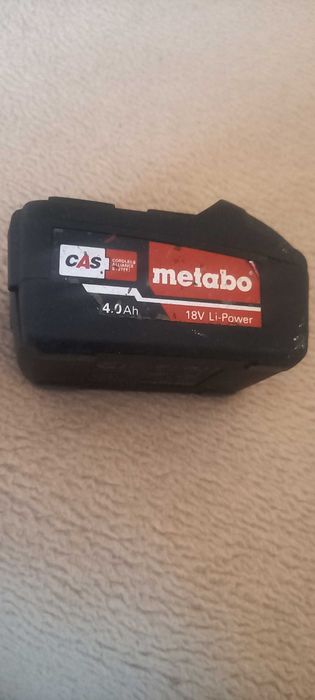 CAS
CORDLESS
ALLIANCE
SYSTEM
metabo
4.0Ah
18V Li-Power